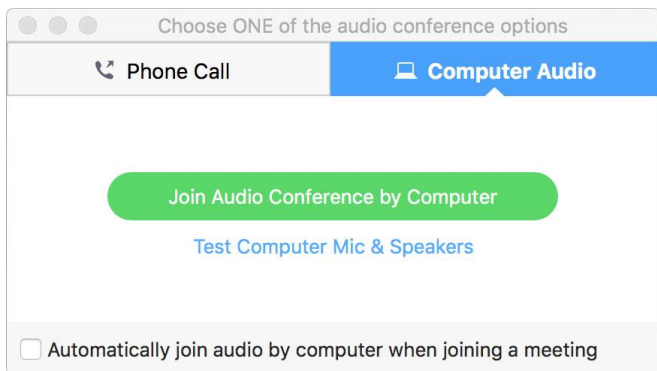 Choose ONE of the audio conference options
Phone Call
Computer Audio
Join Audio Conference by Computer
Test Computer Mic & Speakers
Automatically join audio by computer when joining a meeting